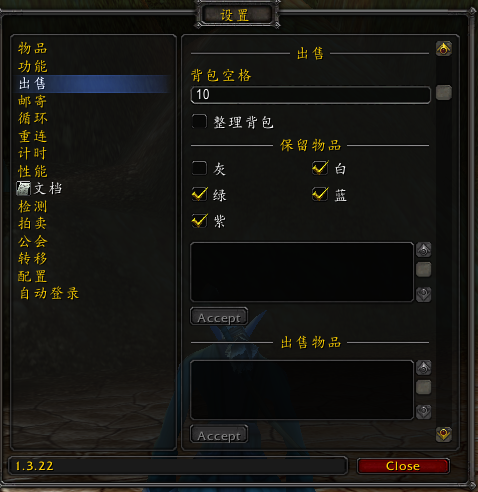 设置
物品
功能
出售
邮寄
循环
重连
计时
性能
文档
检测
拍卖
公会
转移
配置
自动登录
出售
背包空格
10
整理背包
保留物品
灰
白
绿
蓝
紫
Accept
出售物品
Accept
1.3.22
Close